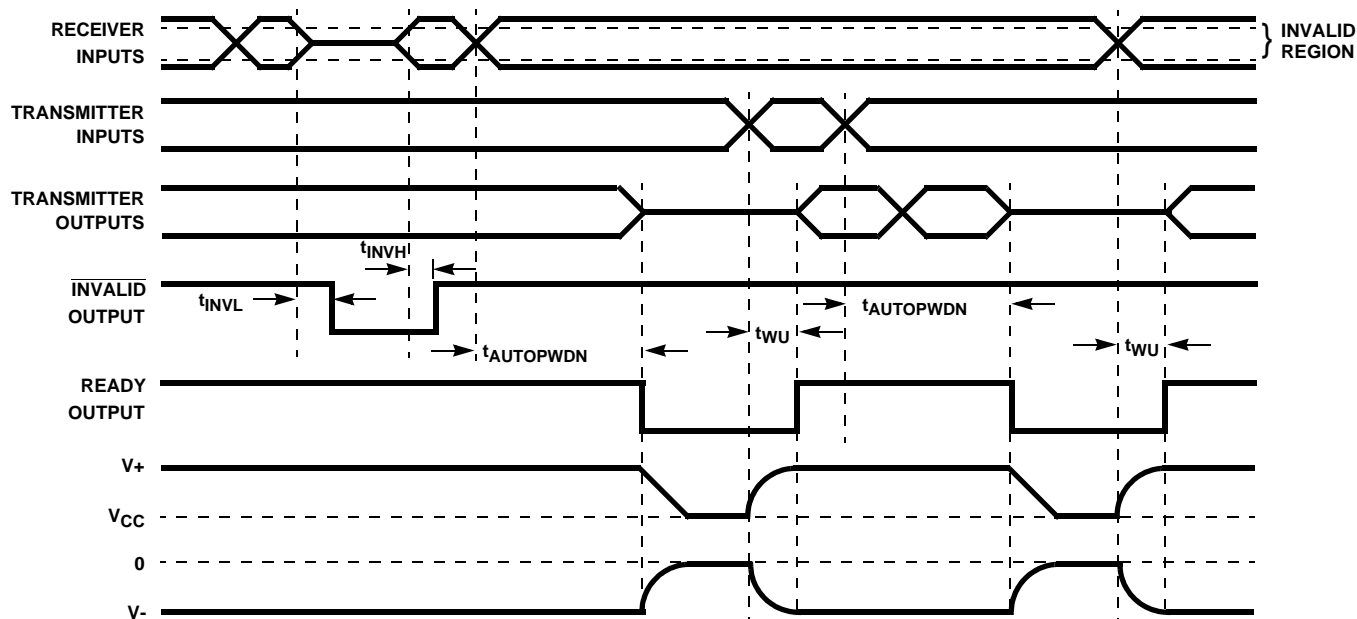 RECEIVER
INPUTS
INVALID
REGION
TRANSMITTER
INPUTS
TRANSMITTER
OUTPUTS
tINVH
INVALID
OUTPUT
tINVL
tAUTOPWDN
tWU
tAUTOPWDN
tWU
READY
OUTPUT
V+
VCC
0
V-